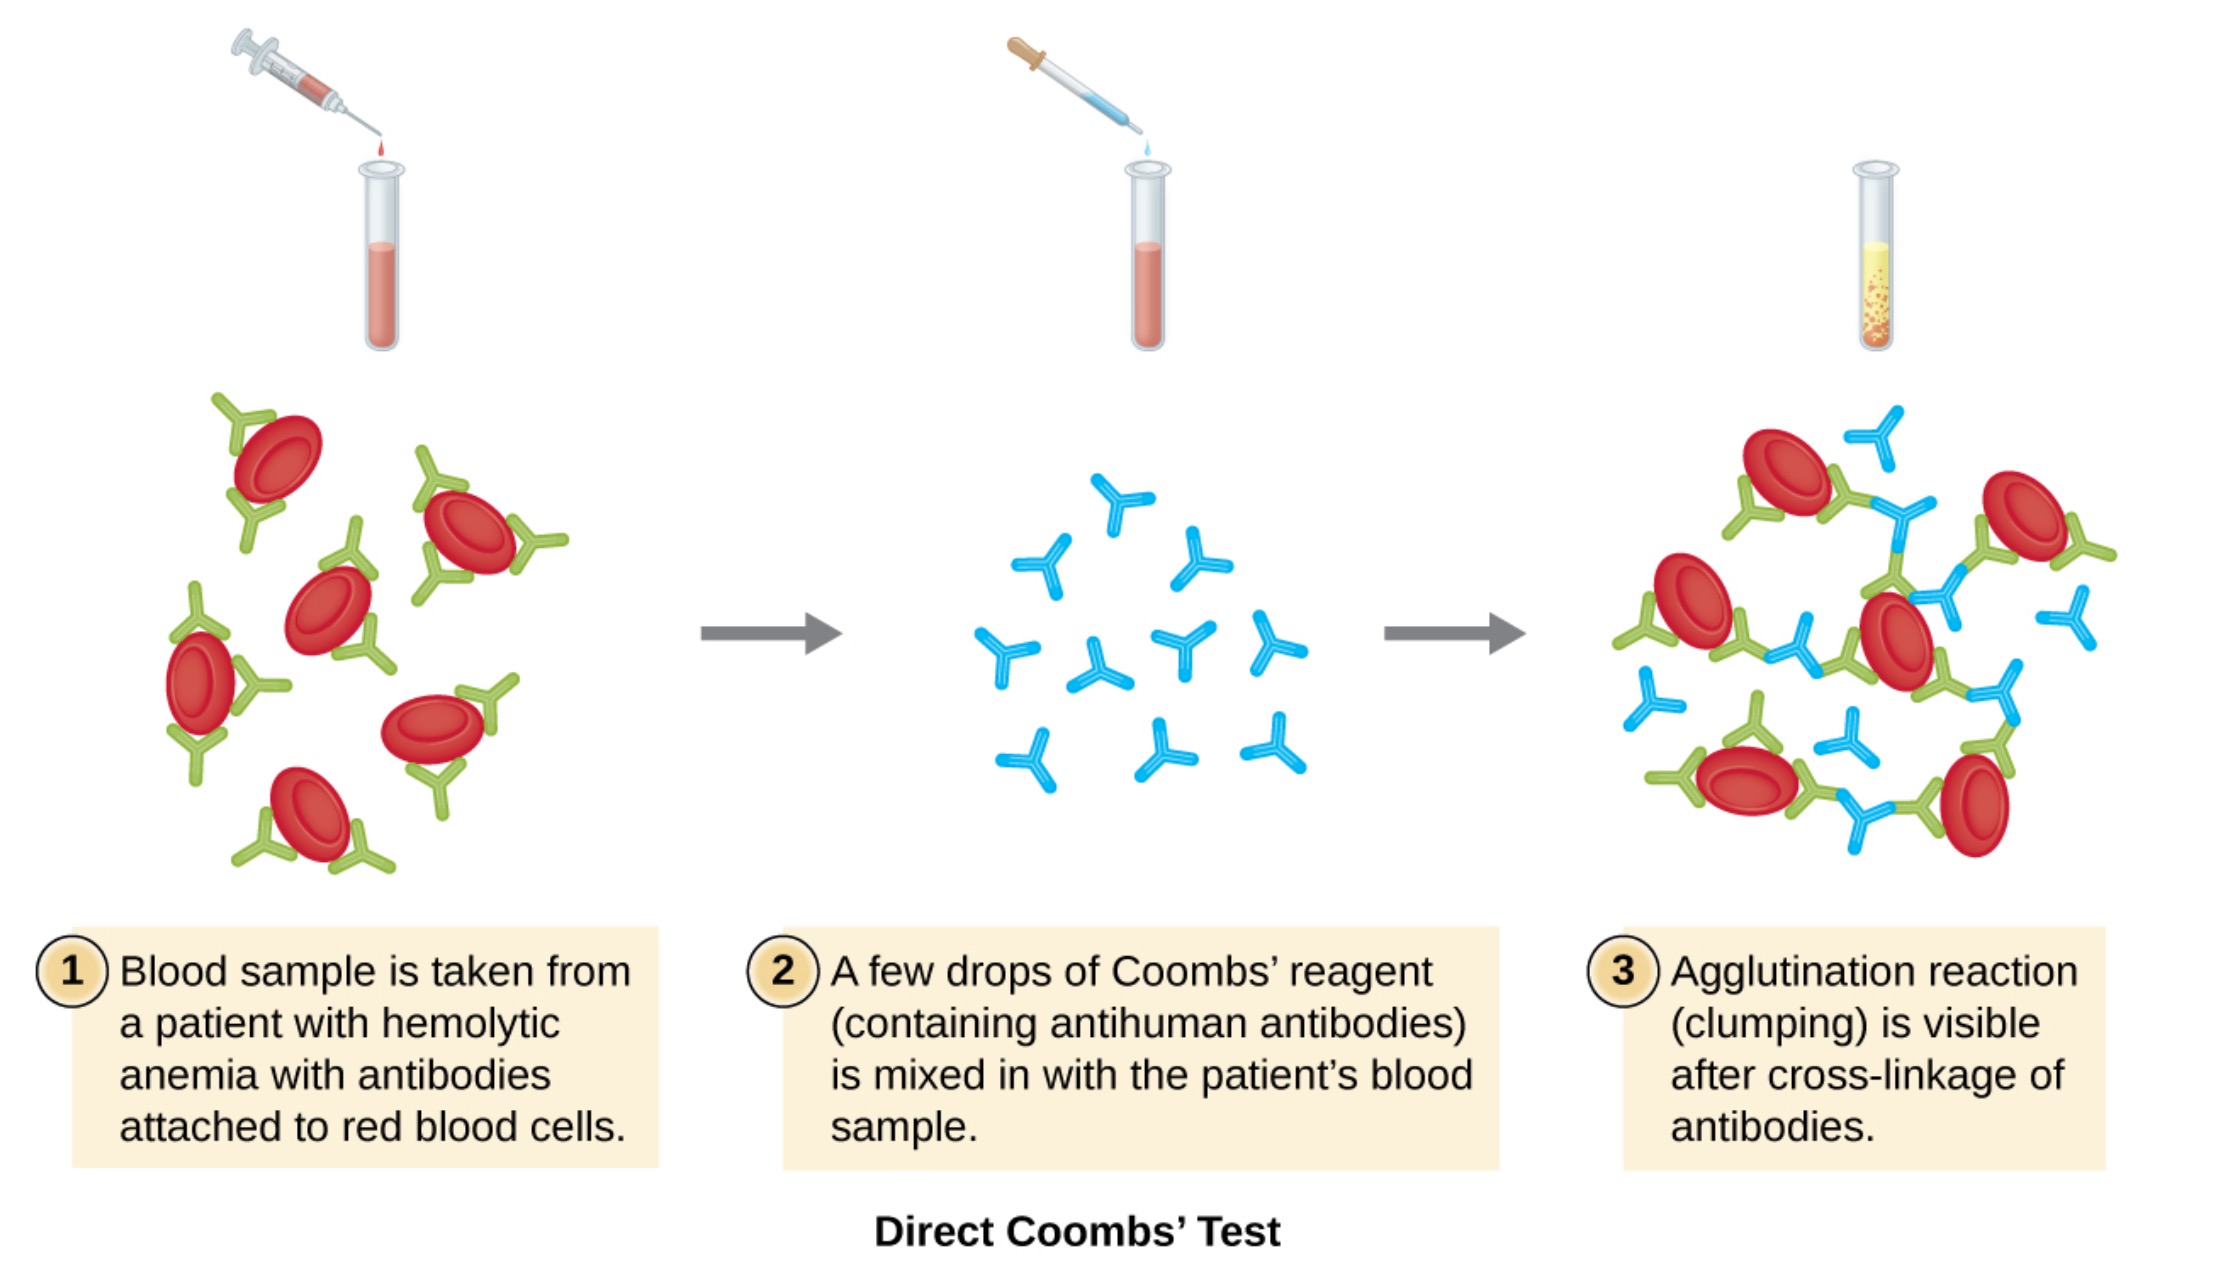 1 Blood sample is taken from
a patient with hemolytic
anemia with antibodies
attached to red blood cells.
2 A few drops of Coombs’ reagent
(containing antihuman antibodies)
is mixed in with the patient’s blood
sample.
3 Agglutination reaction
(clumping) is visible
after cross-linkage of
antibodies.
Direct Coombs’ Test